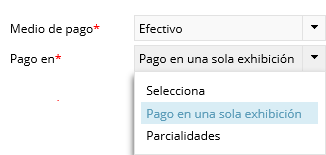 Medio de pago* Efectivo
Pago en* Pago en una sola exhibición
Selecciona
Pago en una sola exhibición
Parcialidades